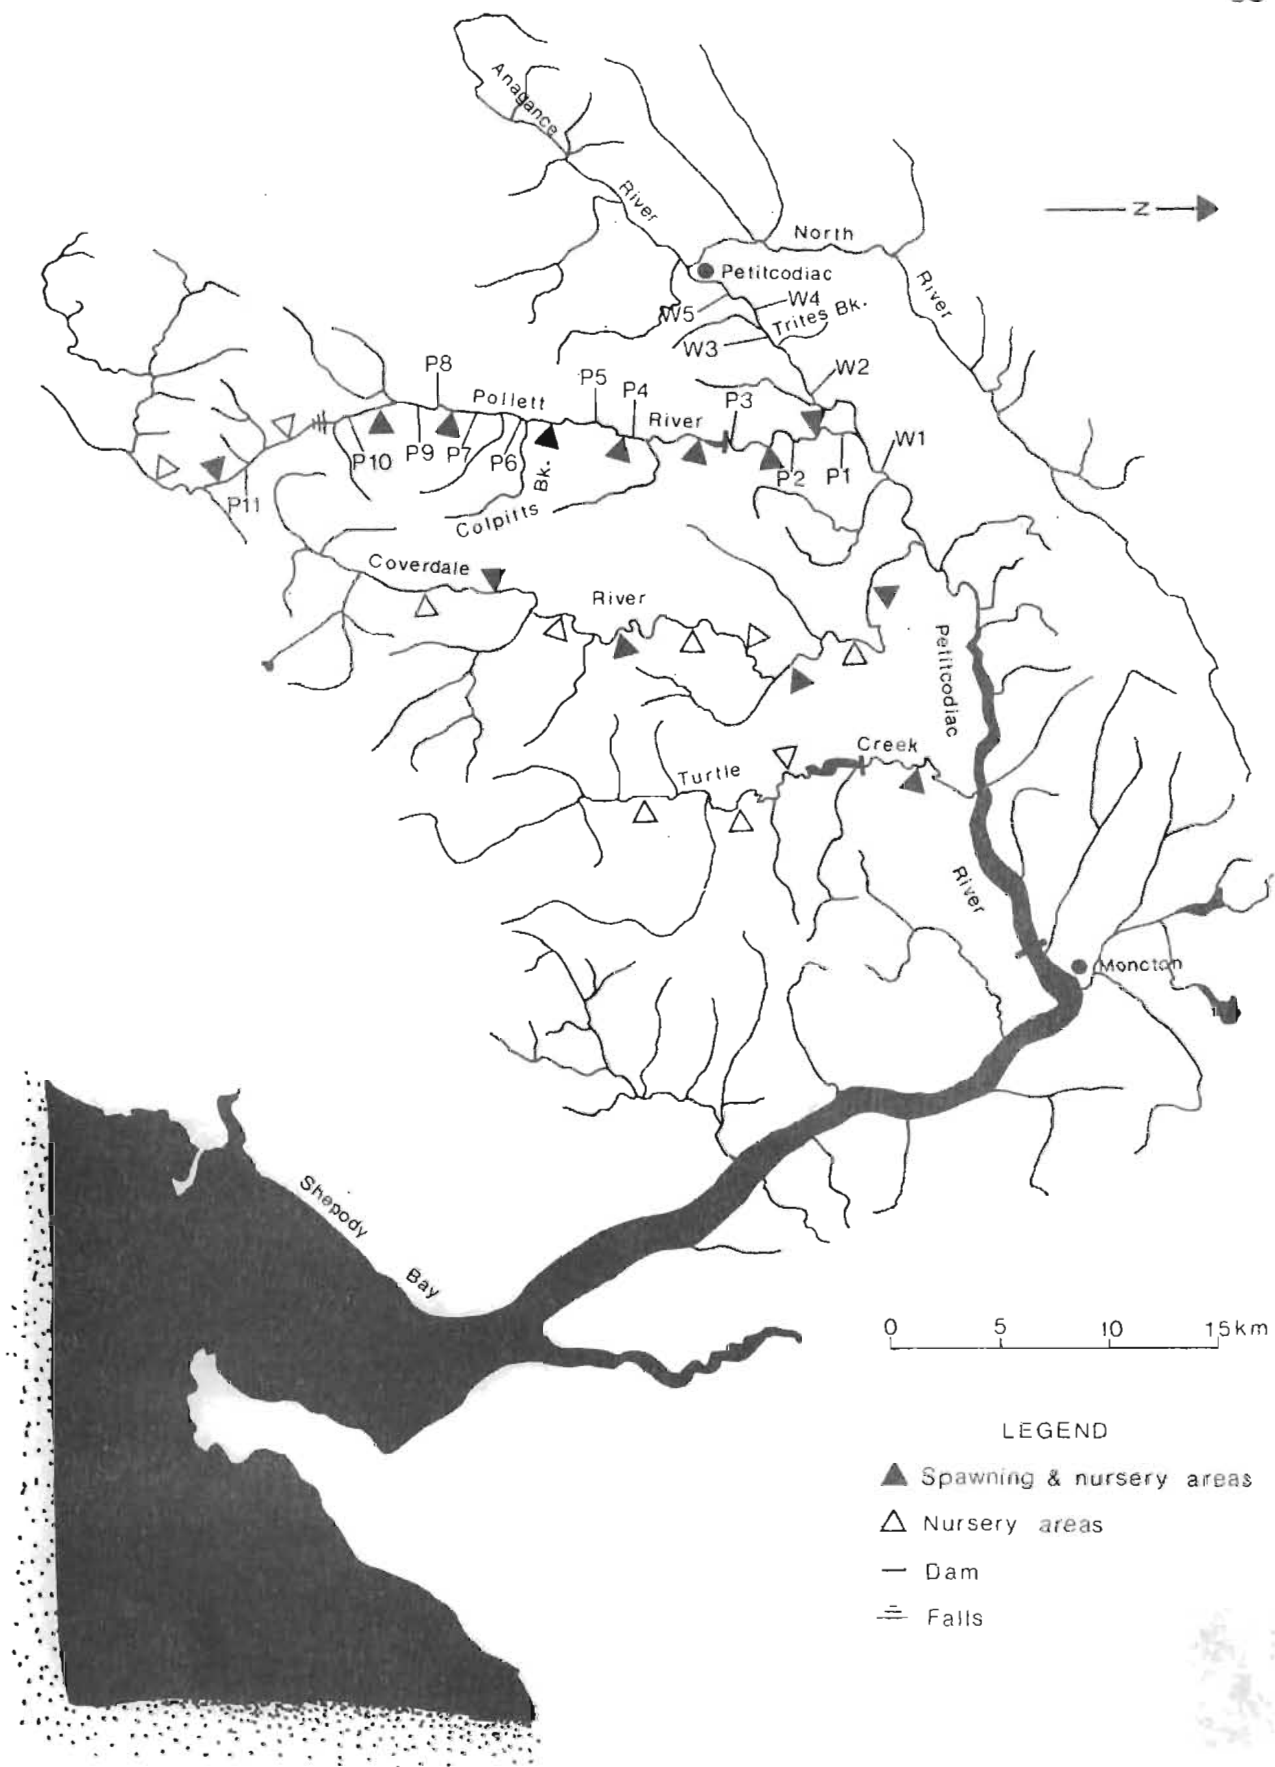 Anagance
River
N
North
River
Petitcodiac
W4
W5
Trites Bk.
W3
W2
P8
P5
P4
Pollett
River
P3
W1
P10
P9
P7
P6
P2
P1
P11
Bk.
Colpitts
Coverdale
River
Petitcodiac
Creek
Turtle
River
Moncton
Shepody
Bay
0 5 10 15km
LEGEND
Spawning & nursery areas
Nursery areas
Dam
Falls